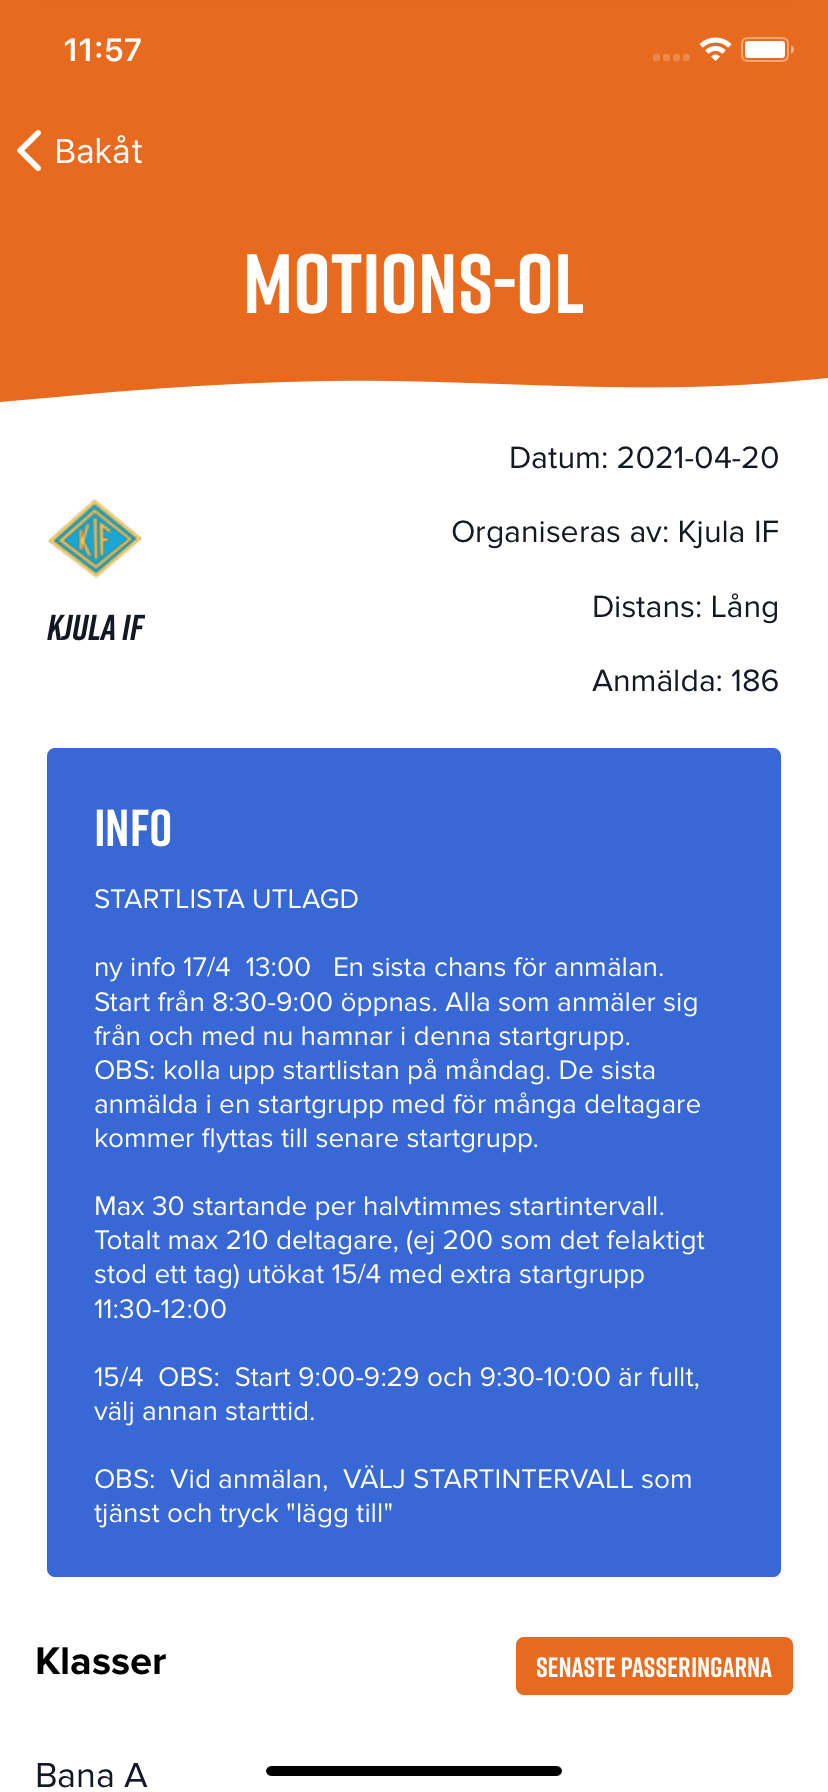 11:57
Bakåt
MOTIONS-OL
Datum: 2021-04-20
KIF
Organiseras av: Kjula IF
Distans: Lång
KJULA IF
Anmälda: 186
INFO
STARTLISTA UTLAGD
ny info 17/4  13:00   En sista chans för anmälan.
Start från 8:30-9:00 öppnas. Alla som anmäler sig
från och med nu hamnar i denna startgrupp.
OBS: kolla upp startlistan på måndag. De sista
anmälda i en startgrupp med för många deltagare
kommer flyttas till senare startgrupp.
Max 30 startande per halvtimmes startintervall.
Totalt max 210 deltagare, (ej 200 som det felaktigt
stod ett tag) utökat 15/4 med extra startgrupp
11:30-12:00
15/4  OBS:  Start 9:00-9:29 och 9:30-10:00 är fullt,
välj annan starttid.
OBS:  Vid anmälan,  VÄLJ STARTINTERVALL som
tjänst och tryck "lägg till"
Klasser
SENASTE PASSERINGARNA
Bana A